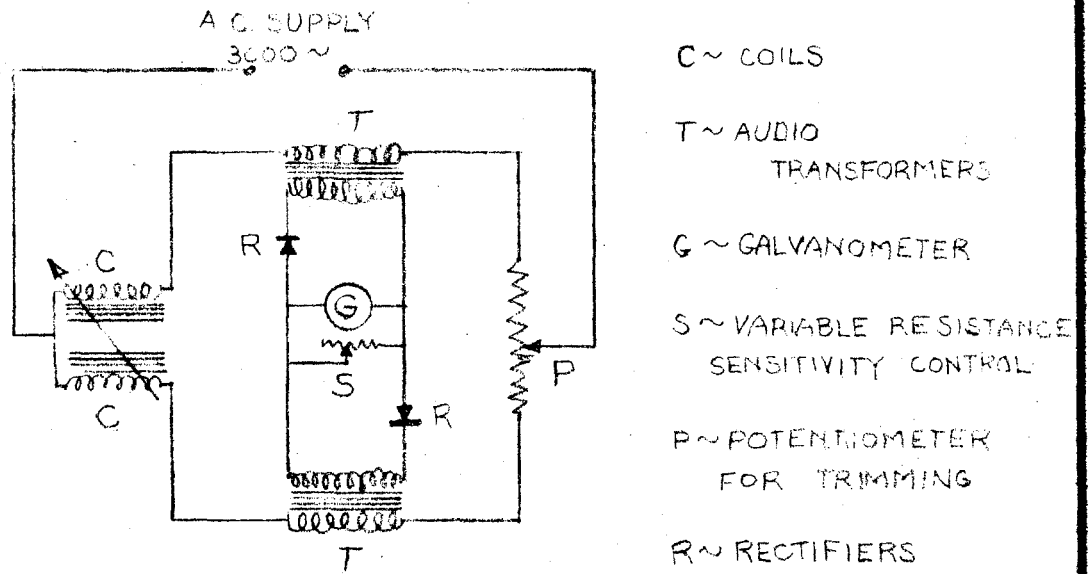 A C. SUPPLY
3000 ~
T
R
C
G
S
P
R
C
T
C ~ COILS
T ~ AUDIO
TRANSFORMERS
G ~ GALVANOMETER
S ~ VARIABLE RESISTANCE
SENSITIVITY CONTROL
P ~ POTENTIOMETER
FOR TRIMMING
R ~ RECTIFIERS